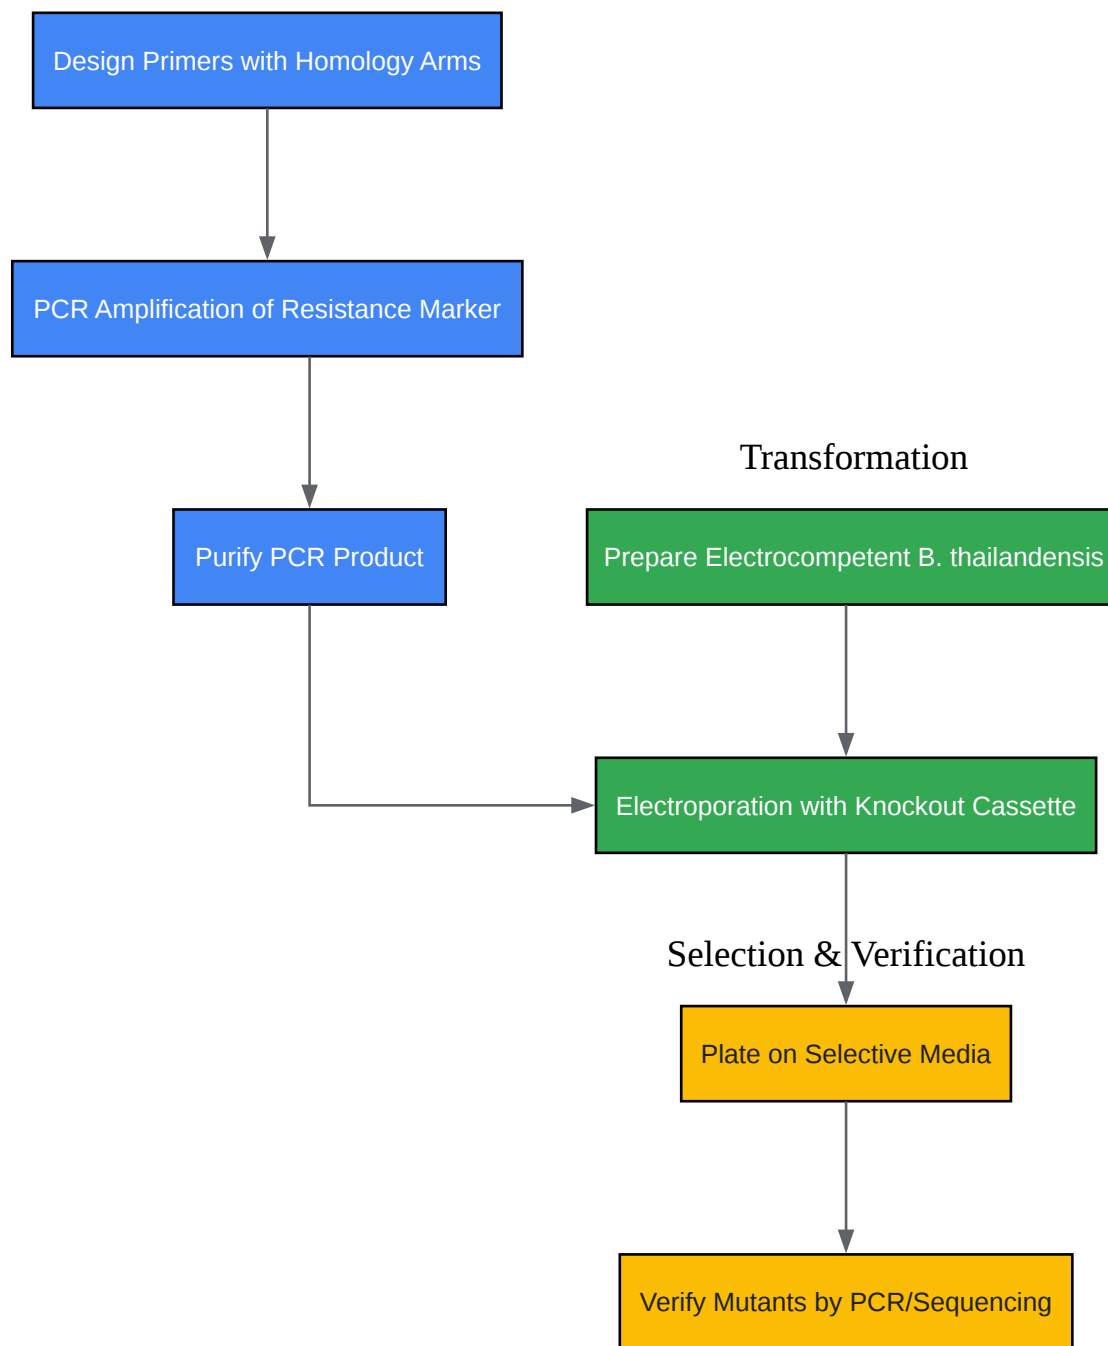 Design Primers with Homology Arms
PCR Amplification of Resistance Marker
Transformation
Purify PCR Product
Prepare Electrocompetent B. thailandensis
Electroporation with Knockout Cassette
Selection & Verification
Plate on Selective Media
Verify Mutants by PCR/Sequencing